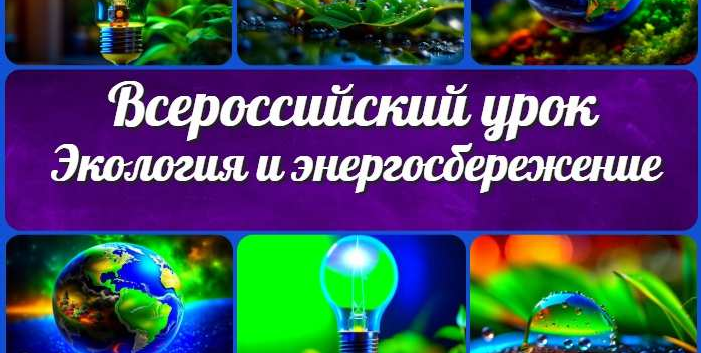 Всероссийский урок
Экология и энергосбережение